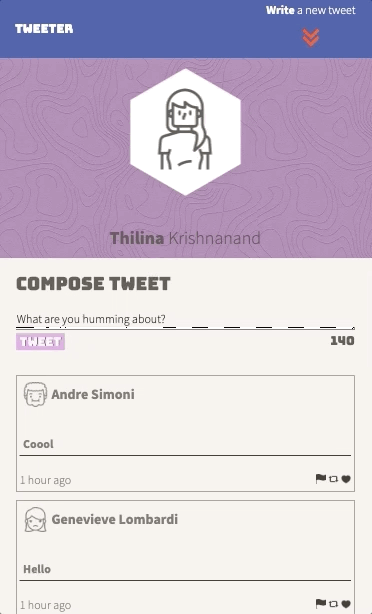 Write a new tweet
TWEETER
Thilina Krishnanand
COMPOSE TWEET
What are you humming about?
TWEET
140
Andre Simoni
Coool
1 hour ago
Genevieve Lombardi
Hello
1 hour ago